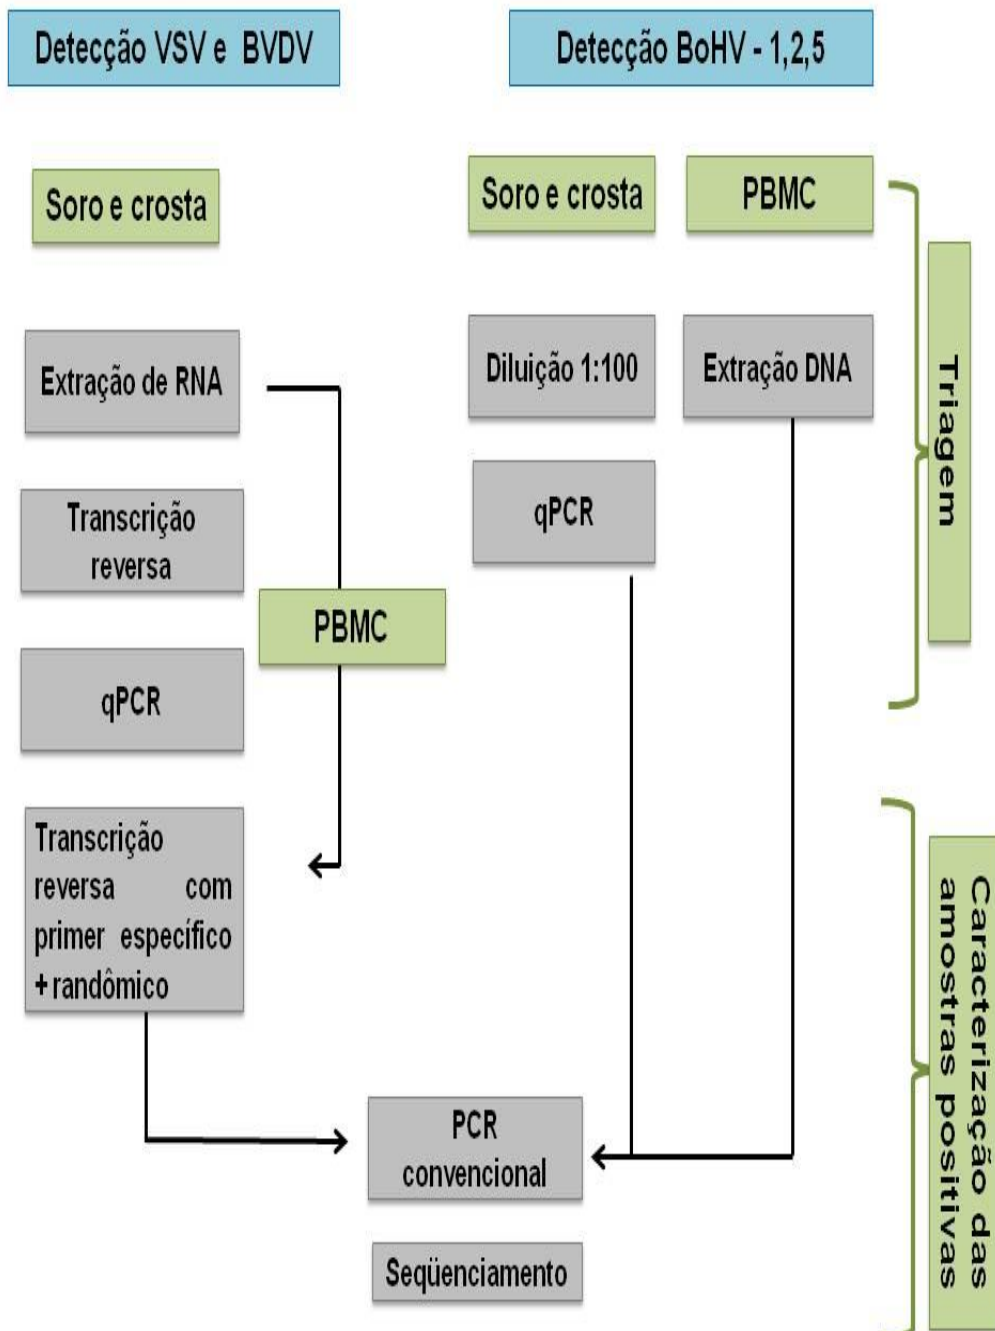 Detecção VSV e BVDV
Soro e crosta
Extração de RNA
Transcrição
reversa
qPCR
PBMC
Transcrição
reversa com
primer específico
+ randômico
Detecção BoHV - 1,2,5
Soro e crosta
PBMC
Diluição 1:100
Extração DNA
qPCR
PCR
convencional
Seqüenciamento
Triagem
Caracterização das
amostras positivas